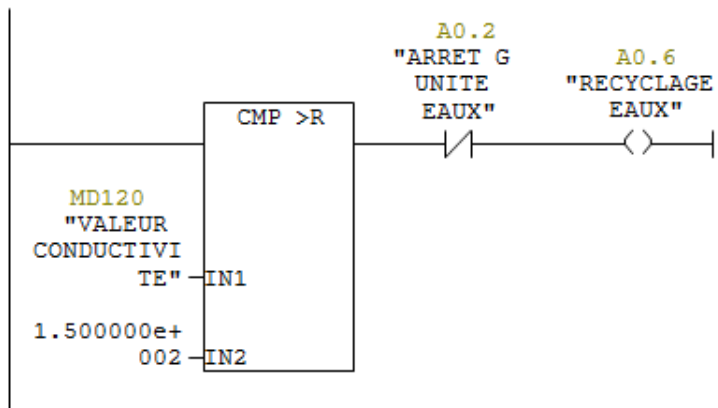 A0.2
"ARRET G
UNITE
EAUX"
A0.6
"RECYCLAGE
EAUX"
CMP >R
MD120
"VALEUR
CONDUCTIVI
TE"
IN1
1.500000e+
002
IN2